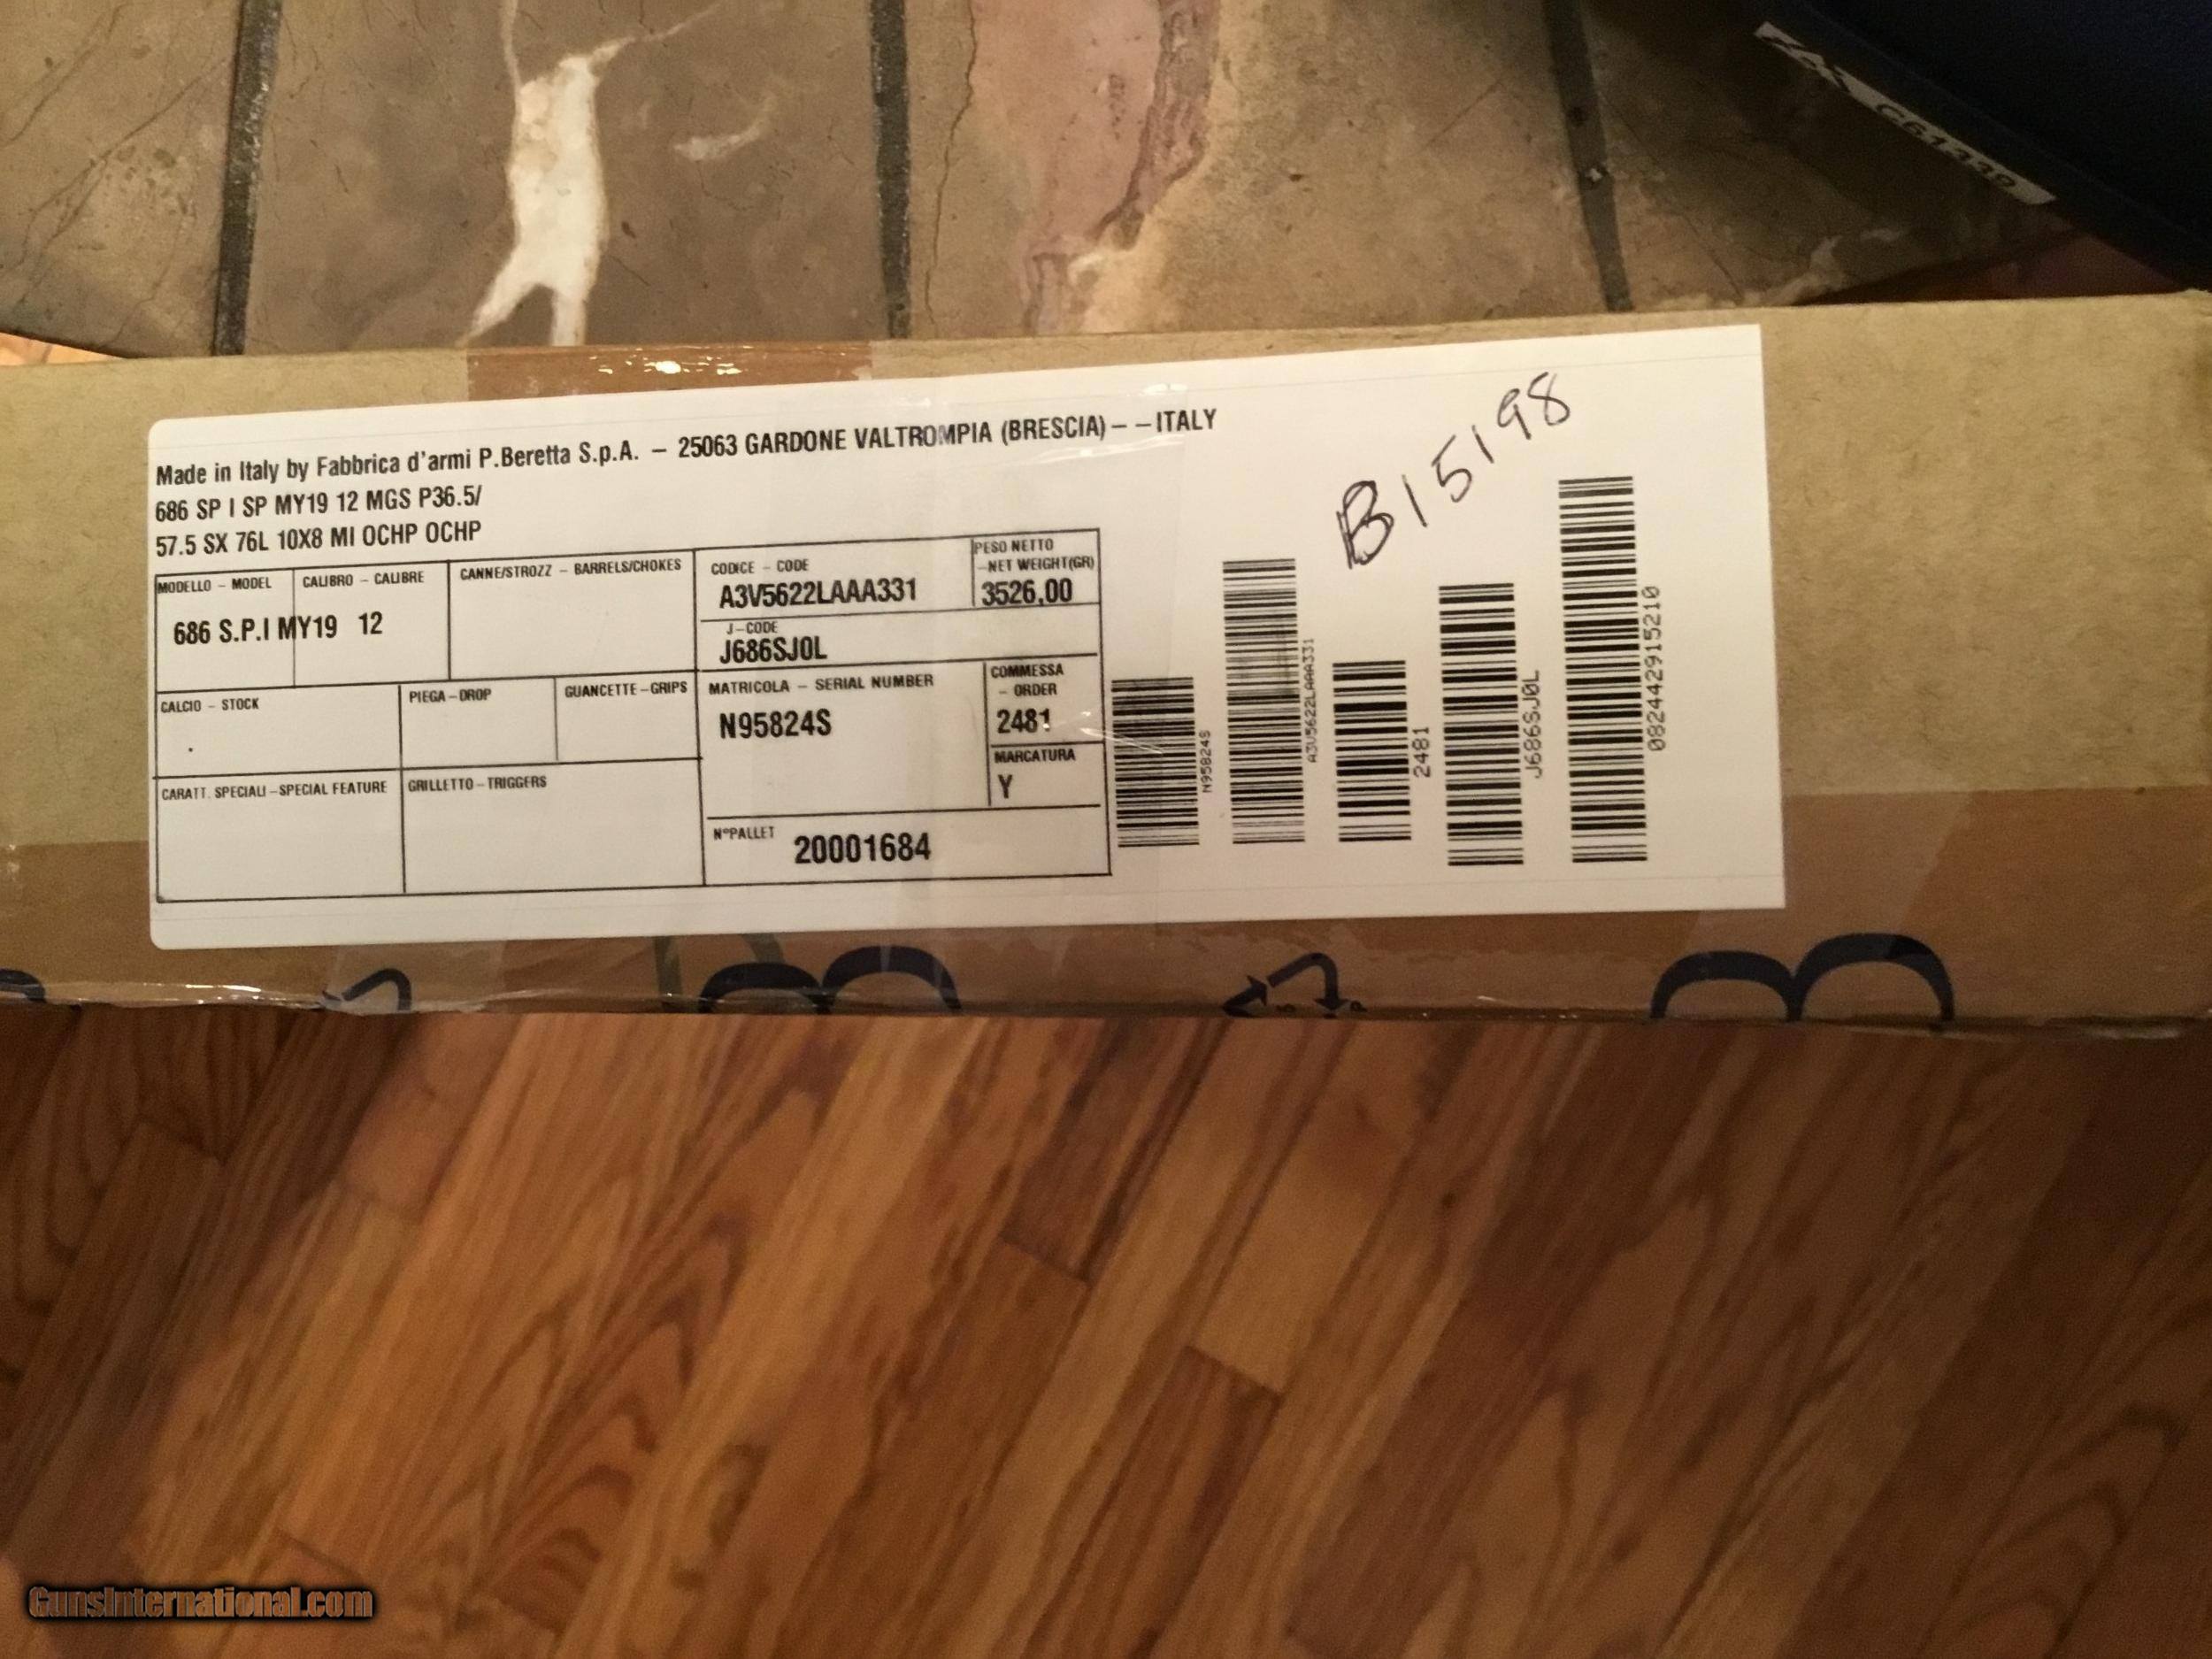 C61138
Made in Italy by Fabbrica d'armi P.Beretta S.p.A. – 25063 GARDONE VALTROMPIA (BRESCIA) – – ITALY
686 SP I SP MY19 12 MGS P36.5/
57.5 SX 76L 10X8 MI OCHP OCHP
B15198
MODELLO – MODEL
CALIBRO – CALIBRE
CANNE/STROZZ – BARRELS/CHOKES
CODICE – CODE
PESO NETTO
–NET WEIGHT(GR)
686 S.P.I MY19 12
A3V5622LAAA331
3526,00
J–CODE
J686SJ0L
CALCIO – STOCK
PIEGA–DROP
GUANCETTE–GRIPS
MATRICOLA – SERIAL NUMBER
COMMESSA
– ORDER
N95824S
2481
MARCATURA
Y
CARATT. SPECIALI–SPECIAL FEATURE
GRILLETTO–TRIGGERS
N°PALLET
20001684
N95824S
A3V5622LAAA331
2481
J686SJ0L
082442915210
GunsInternational.com